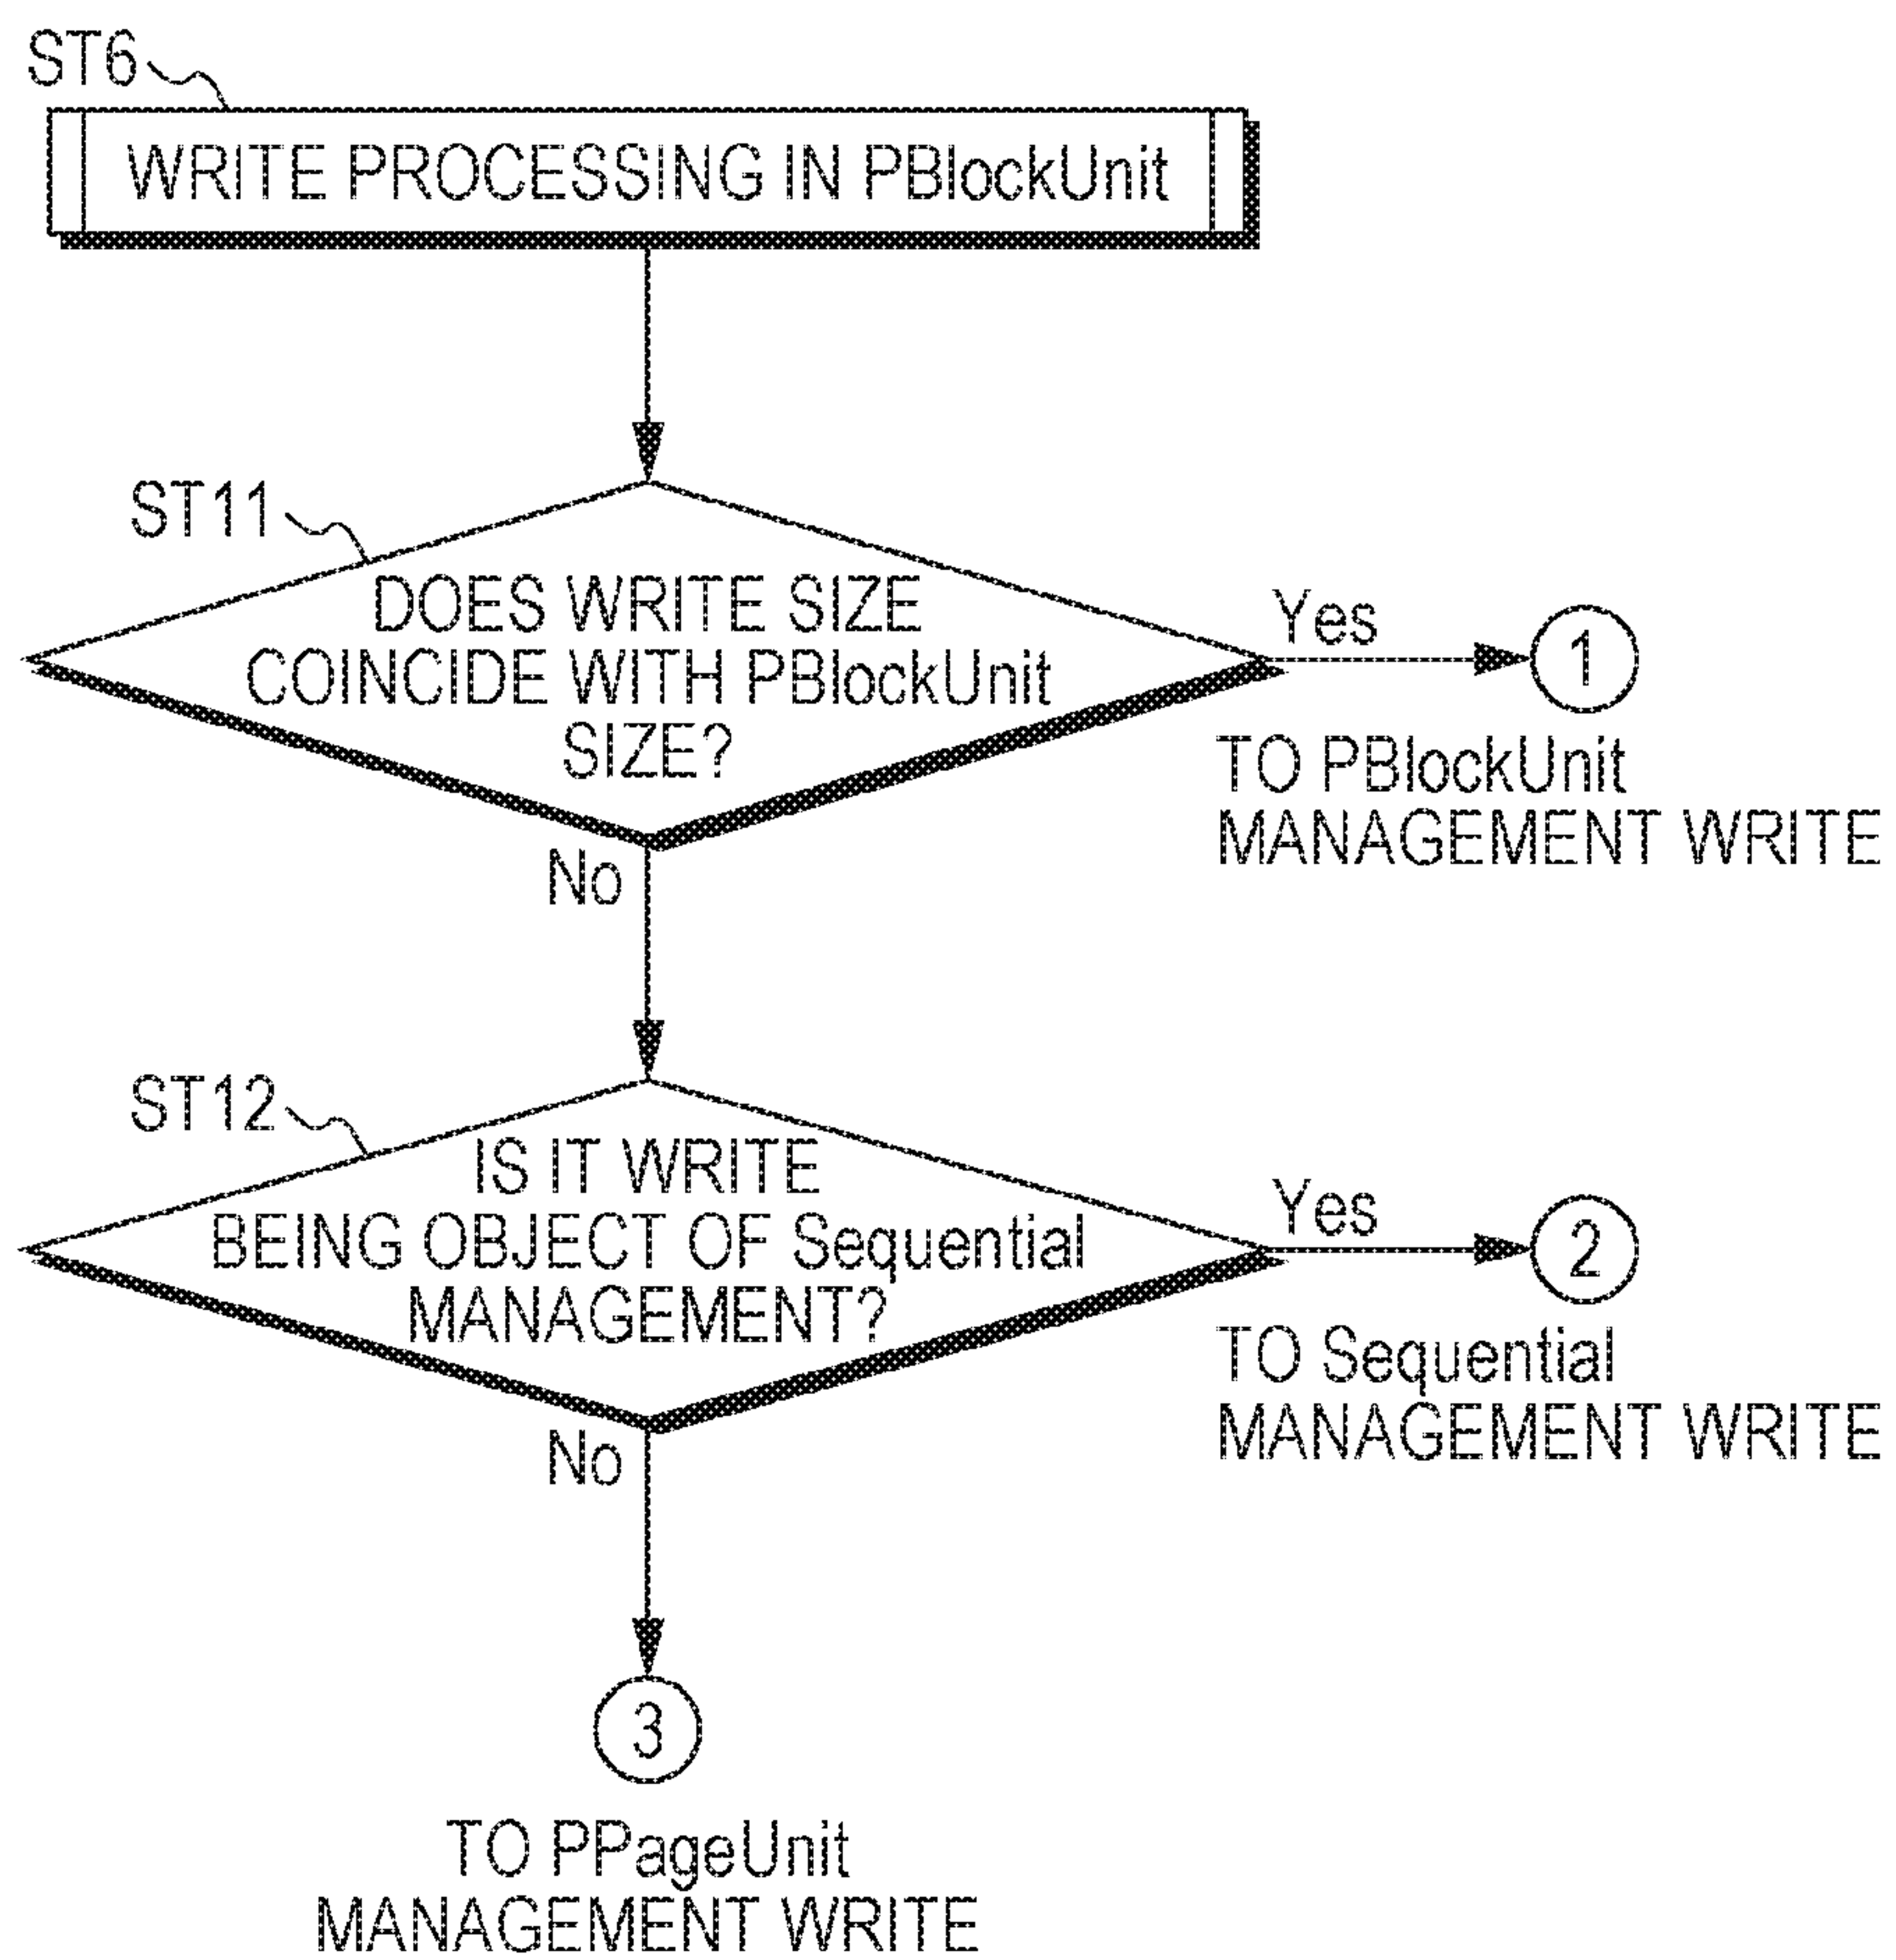 ST6
WRITE PROCESSING IN PBlockUnit
ST11
DOES WRITE SIZE
COINCIDE WITH PBlockUnit
SIZE?
Yes
1
TO PBlockUnit
MANAGEMENT WRITE
No
ST12
IS IT WRITE
BEING OBJECT OF Sequential
MANAGEMENT?
Yes
2
TO Sequential
MANAGEMENT WRITE
No
3
TO PPageUnit
MANAGEMENT WRITE